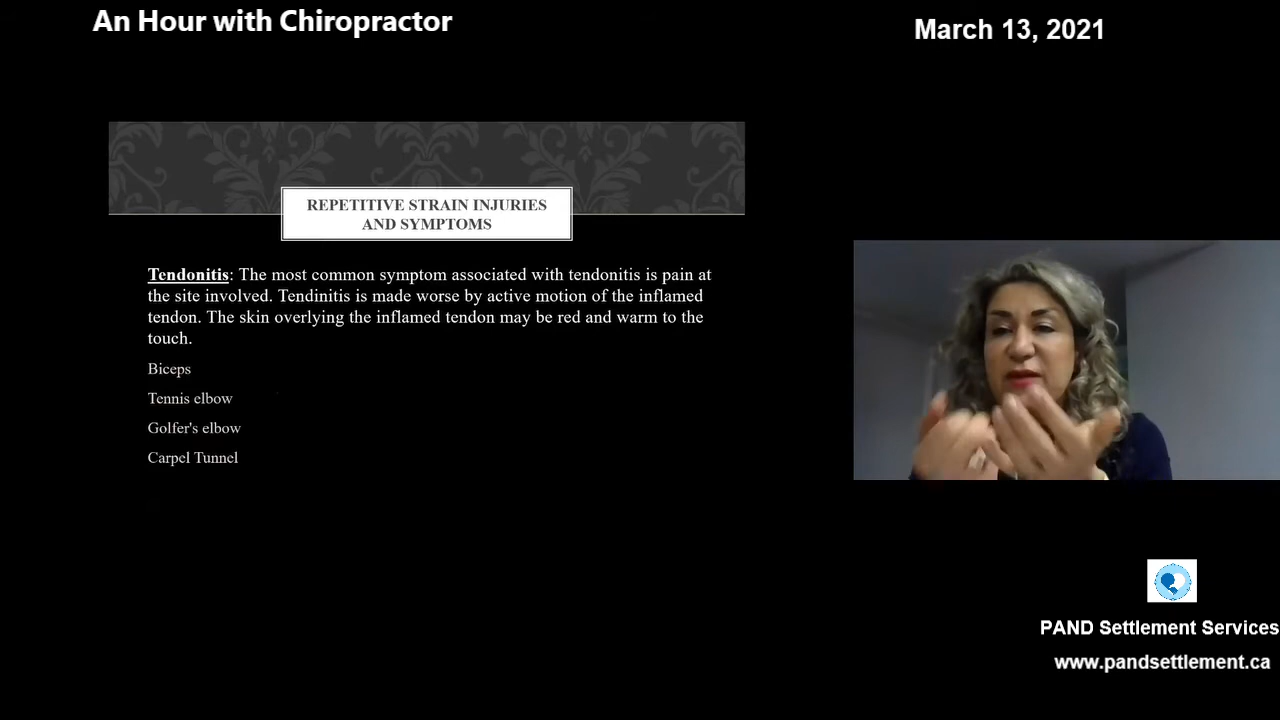 An Hour with Chiropractor
March 13, 2021
REPETITIVE STRAIN INJURIES
AND SYMPTOMS
Tendonitis: The most common symptom associated with tendonitis is pain at
the site involved. Tendinitis is made worse by active motion of the inflamed
tendon. The skin overlying the inflamed tendon may be red and warm to the
touch.
Biceps
Tennis elbow
Golfer's elbow
Carpel Tunnel
PAND Settlement Services
www.pandsettlement.ca